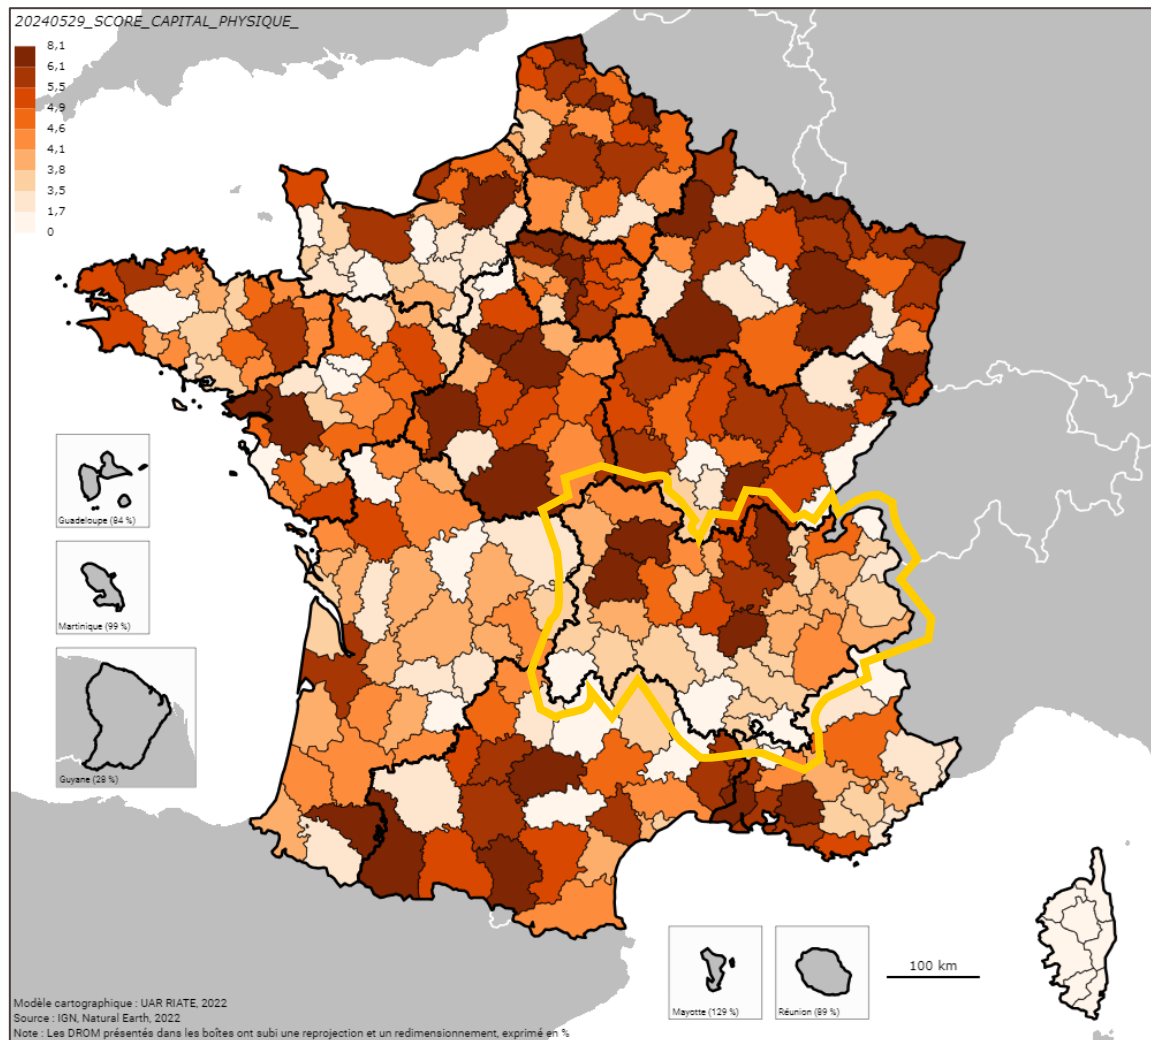 20240529_SCORE_CAPITAL_PHYSIQUE_
8,1
6,1
5,5
4,9
4,6
4,1
3,8
3,5
1,7
0
Guadeloupe (84 %)
Martinique (99 %)
Guyane (28 %)
Mayotte (129 %)
Réunion (89 %)
100 km
Modèle cartographique : UAR RIATE, 2022
Source : IGN, Natural Earth, 2022
Note : Les DROM présentés dans les boîtes ont subi une reprojection et un redimensionnement, exprimé en %